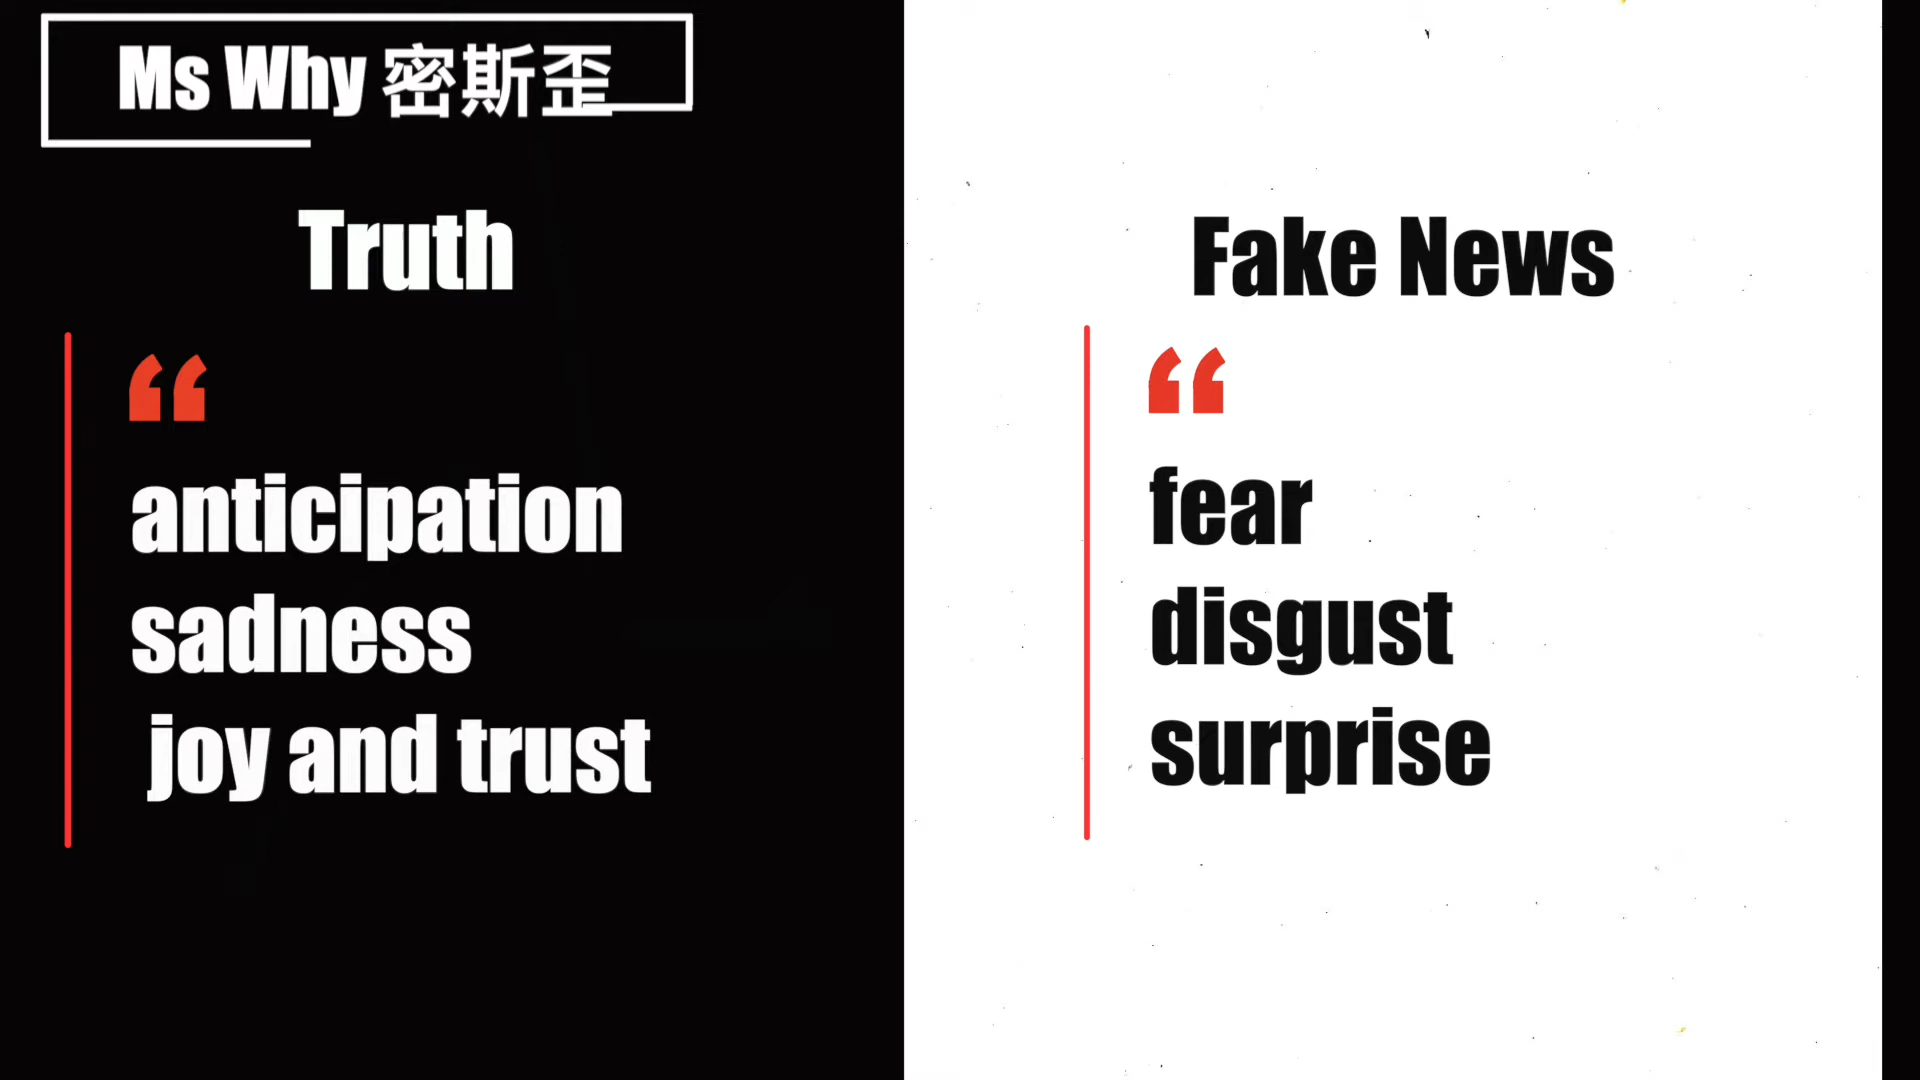 Ms Why 密斯歪
Truth
“
anticipation
sadness
joy and trust
Fake News
“
fear
disgust
surprise